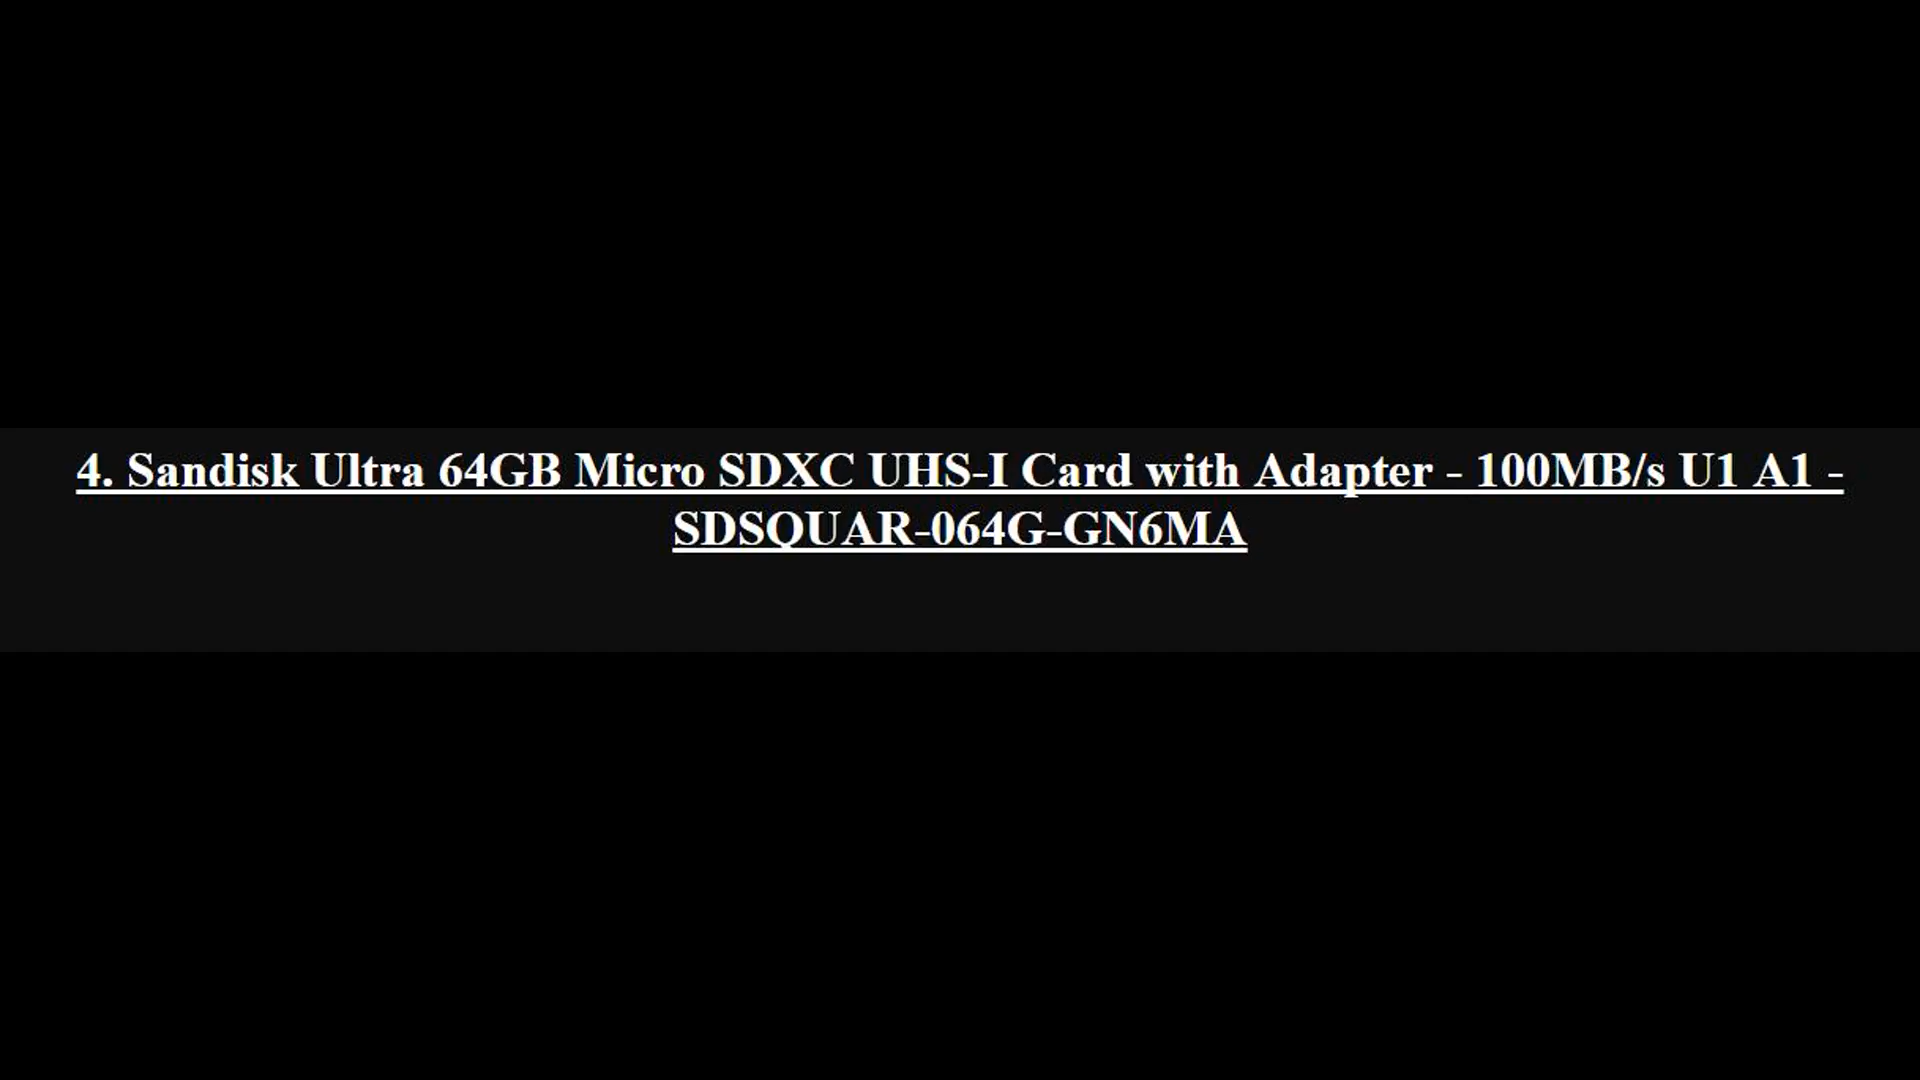 4. Sandisk Ultra 64GB Micro SDXC UHS-I Card with Adapter - 100MB/s U1 A1 -
SDSQUAR-064G-GN6MA